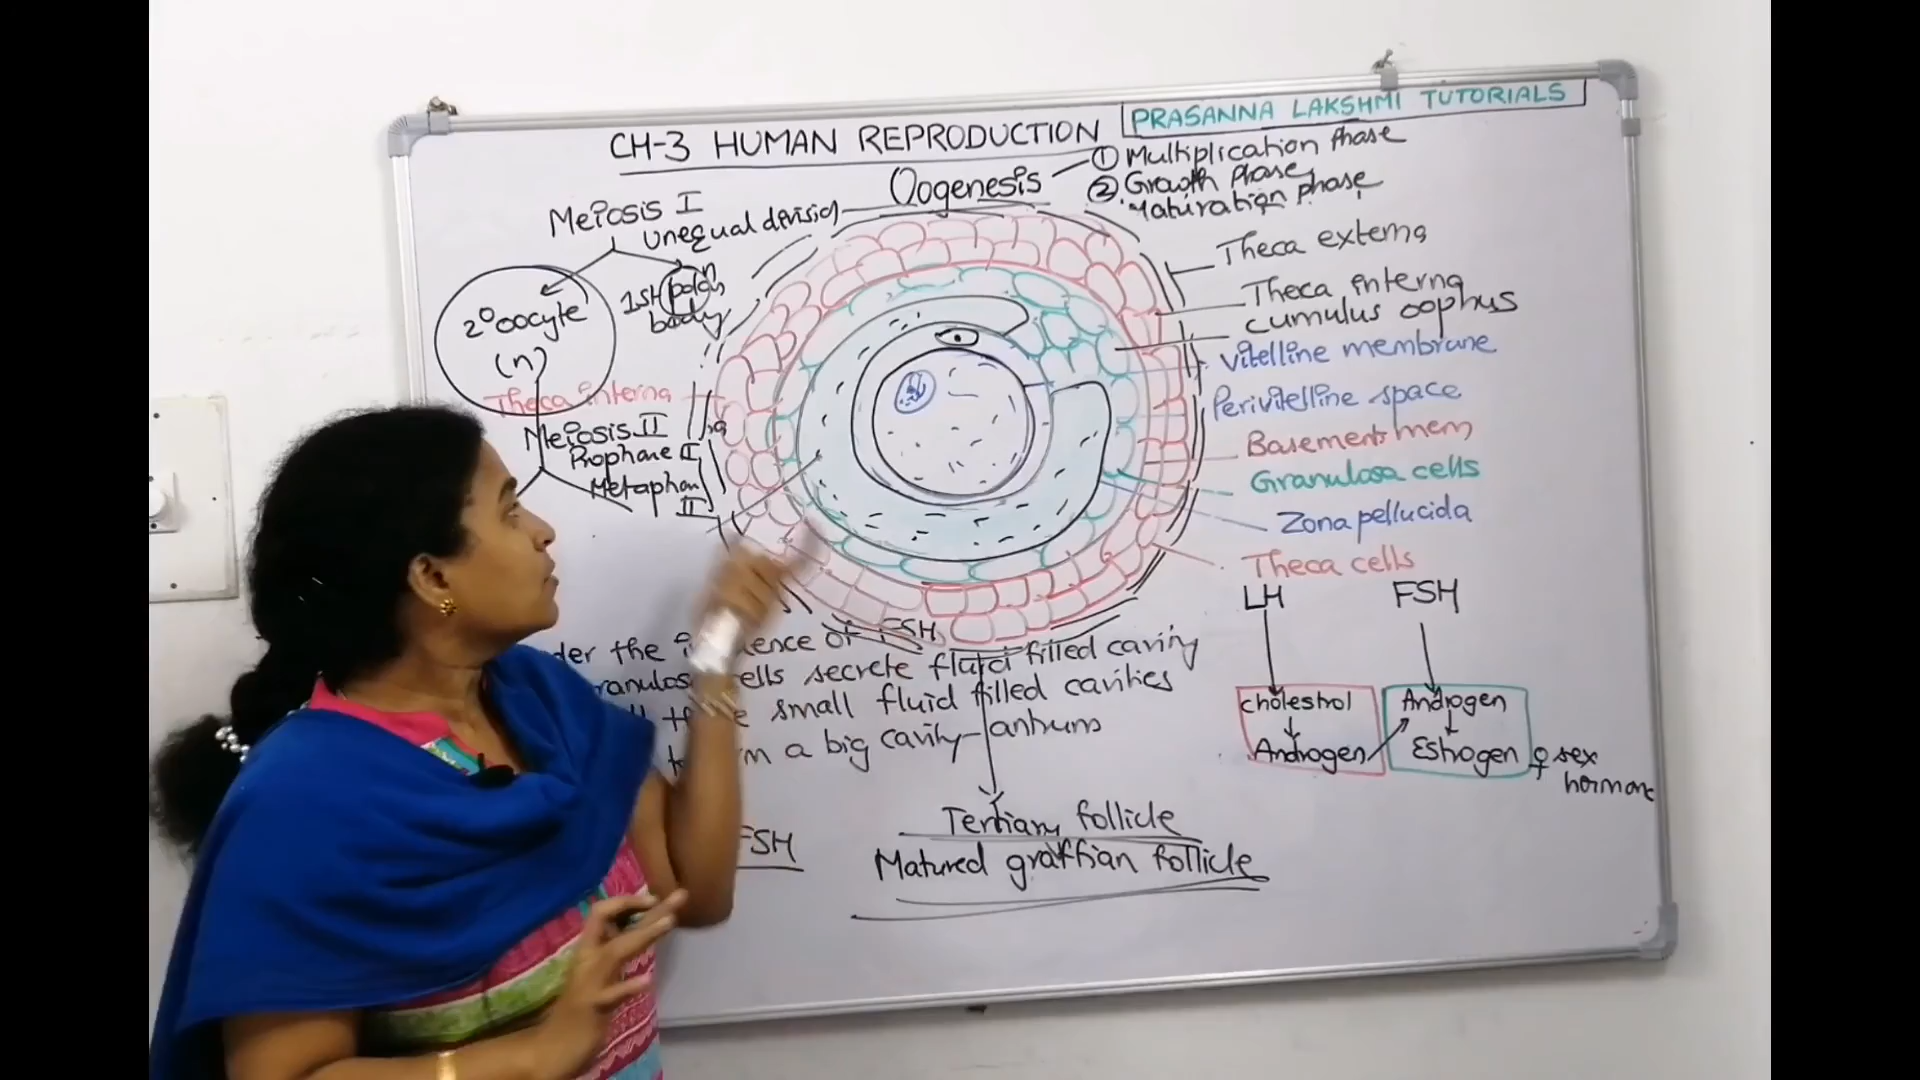 PRASANNA LAKSHMI TUTORIALS
CH-3 HUMAN REPRODUCTION
Oogenesis
① Multiplication phase
② Growth phase
Maturation phase
Meiosis I
unequal division
2° oocyte
(n)
1st polar
body
Theca interna
Meiosis II
Prophase I
Metaphase
II
Theca externa
Theca interna
cumulus oophus
Vitelline membrane
Perivitelline space
Basement mem
Granulosa cells
Zona pellucida
Theca cells
LH FSH
cholestrol Androgen
Androgen Estrogen ♀ sex
hormone
the of FSH
secrete fluid filled cavity
small fluid filled cavities
a big cavity antrum
FSH
Tertiary follicle
Matured graffian follicle